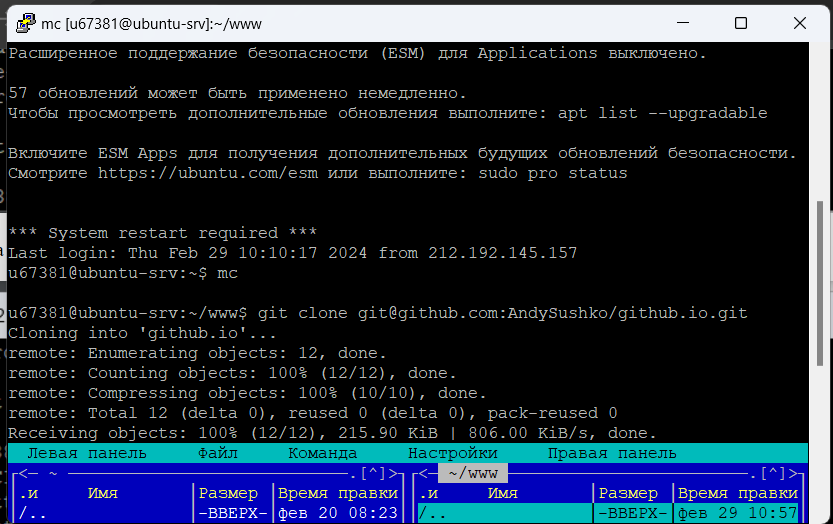 mc [u67381@ubuntu-srv]:~/www
Расширенное поддержание безопасности (ESM) для Applications выключено.
57 обновлений может быть применено немедленно.
Чтобы просмотреть дополнительные обновления выполните: apt list --upgradable
Включите ESM Apps для получения дополнительных будущих обновлений безопасности.
Смотрите https://ubuntu.com/esm или выполните: sudo pro status
*** System restart required ***
Last login: Thu Feb 29 10:10:17 2024 from 212.192.145.157
u67381@ubuntu-srv:~$ mc
u67381@ubuntu-srv:~/www$ git clone git@github.com:AndySushko/github.io.git
Cloning into 'github.io'...
remote: Enumerating objects: 12, done.
remote: Counting objects: 100% (12/12), done.
remote: Compressing objects: 100% (10/10), done.
remote: Total 12 (delta 0), reused 0 (delta 0), pack-reused 0
Receiving objects: 100% (12/12), 215.90 KiB | 806.00 KiB/s, done.
Левая панель Файл Команда Настройки Правая панель
<- ~ .[^]> <- ~/www .[^]>
.и Имя Размер Время правки .и Имя Размер Время правки
/.. -ВВЕРХ- фев 20 08:23 /.. -ВВЕРХ- фев 29 10:57